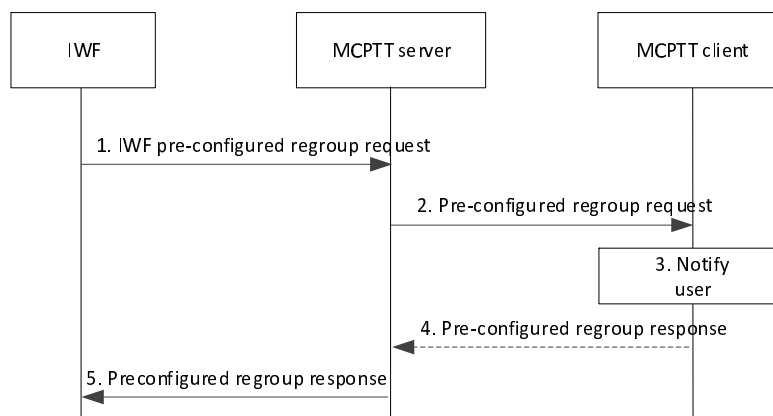 IWF
MCPTT server
MCPTT client
1. IWF pre-configured regroup request
2. Pre-configured regroup request
3. Notify
user
4. Pre-configured regroup response
5. Preconfigured regroup response